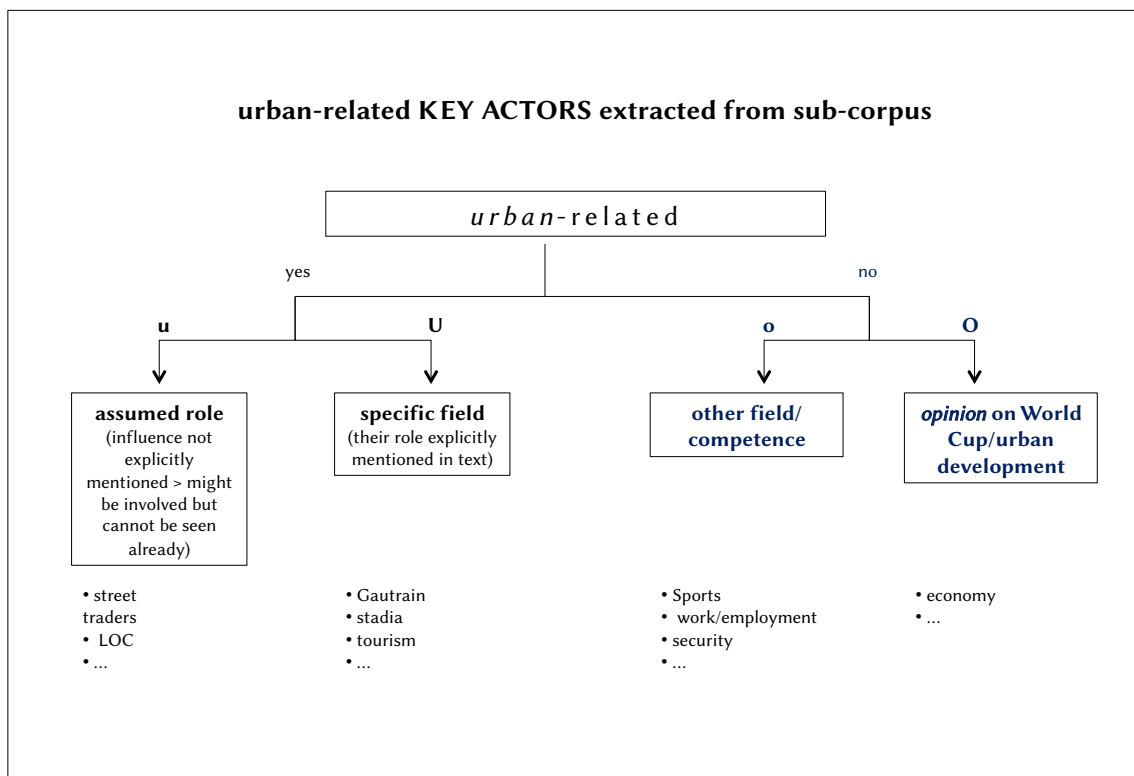 urban-related KEY ACTORS extracted from sub-corpus
urban-related
yes
no
u
U
o
O
assumed role
(influence not
explicitly
mentioned > might
be involved but
cannot be seen
already)
specific field
(their role explicitly
mentioned in text)
other field/
competence
opinion on World
Cup/urban
development
• street
traders
• LOC
• ...
• Gautrain
• stadia
• tourism
• ...
• Sports
• work/employment
• security
• ...
• economy
• ...